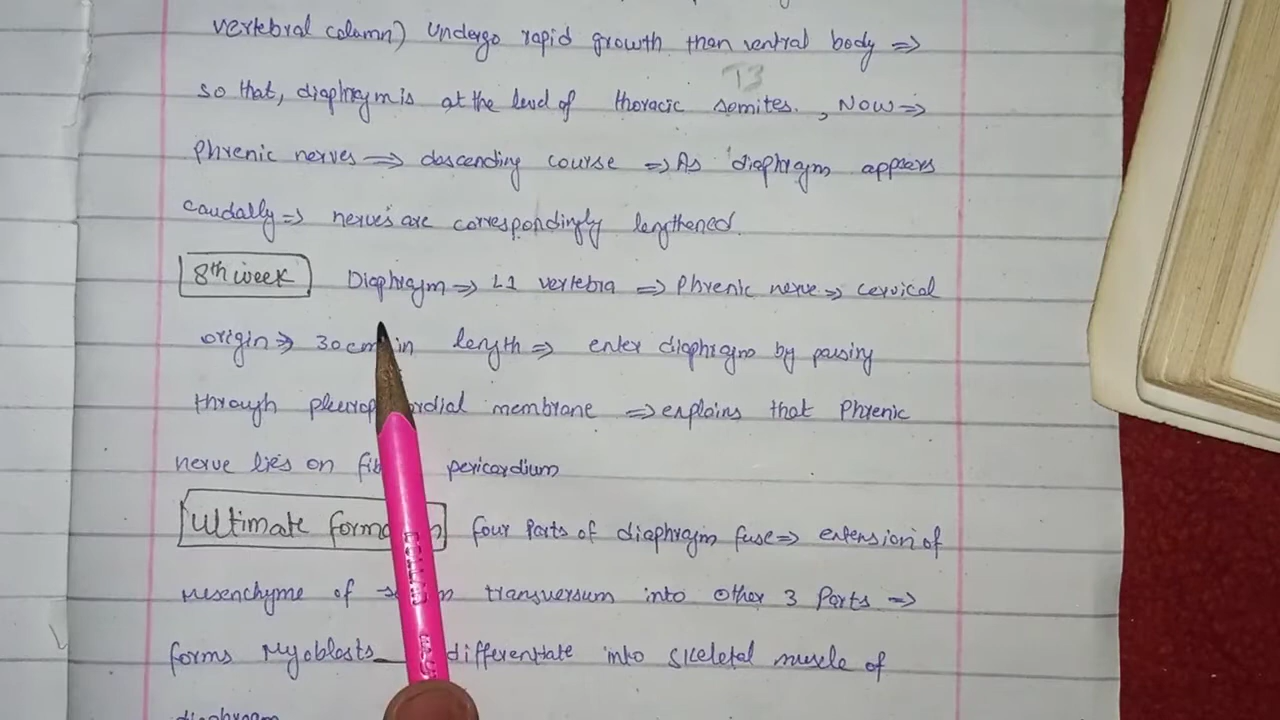 vertebral column) undergo rapid growth than ventral body ⇒
T3
so that, diaphragm is at the level of thoracic somites. , Now ⇒
Phrenic nerves ⇒ descending course ⇒ As diaphragm appears
caudally ⇒ nerves are correspondingly lengthened.
8th week Diaphragm ⇒ L1 vertebra ⇒ Phrenic nerve ⇒ cervical
origin ⇒ 30cm in length ⇒ enter diaphragm by passing
through membrane ⇒ explains that Phrenic
nerve lies on pericardium
Ultimate four Parts of diaphragm fuse ⇒ extension of
mesenchyme of transversum into other 3 Parts ⇒
forms Myoblasts differentiate into skeletal muscle of